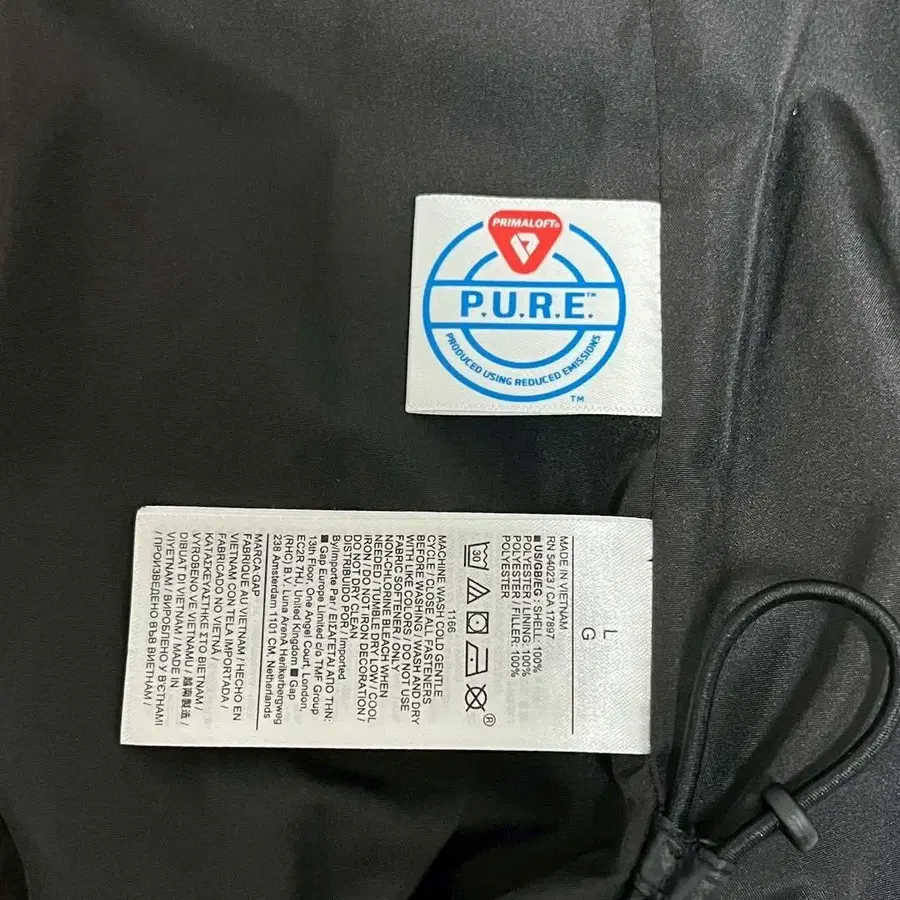 PRIMALOFT®
P.U.R.E.™
PRODUCED USING REDUCED EMISSIONS
TM
L
G
MADE IN VIETNAM
RN 54023 / CA 17897
■ US/GB/EG : SHELL: 100%
POLYESTER / LINING: 100%
POLYESTER / FILLER: 100%
POLYESTER
®
1166
MACHINE WASH COLD GENTLE
CYCLE / CLOSE ALL FASTENERS
BEFORE WASHING / WASH AND DRY
WITH LIKE COLORS / DO NOT USE
FABRIC SOFTENER / ONLY
NON-CHLORINE BLEACH WHEN
NEEDED / TUMBLE DRY LOW / COOL
IRON / DO NOT IRON DECORATION /
DO NOT DRY CLEAN
DISTRIBUIDO POR / Imported
By/Importe Par / ΕΙΣΑΓΕΤΑΙ ΑΠΟ ΤΗΝ:
■ Gap Europe Limited c/o TMF Group
13th Floor, One Angel Court, London,
EC2R 7HJ, United Kingdom ■ Gap
(RHC) B.V. Luna ArenA Herikerbergweg
238 Amsterdam 1101 CM, Netherlands
MARCA:GAP
FABRIQUÉ AU VIETNAM / HECHO EN
VIETNAM CON TELA IMPORTADA /
FABRICADO NO VIETNÃ /
ΚΑΤΑΣΚΕΥΑΣΤΗΚΕ ΣΤΟ ΒΙΕΤΝΑΜ /
VYROBENO VE VIETNAMU / 越南製造 /
DIBUAT DI VIETNAM / MADE IN
VIYETNAM / ВИРОБЛЕНО У В'ЄТНАМІ
/ ПРОИЗВЕДЕНО ВЪВ ВИЕТНАМ /